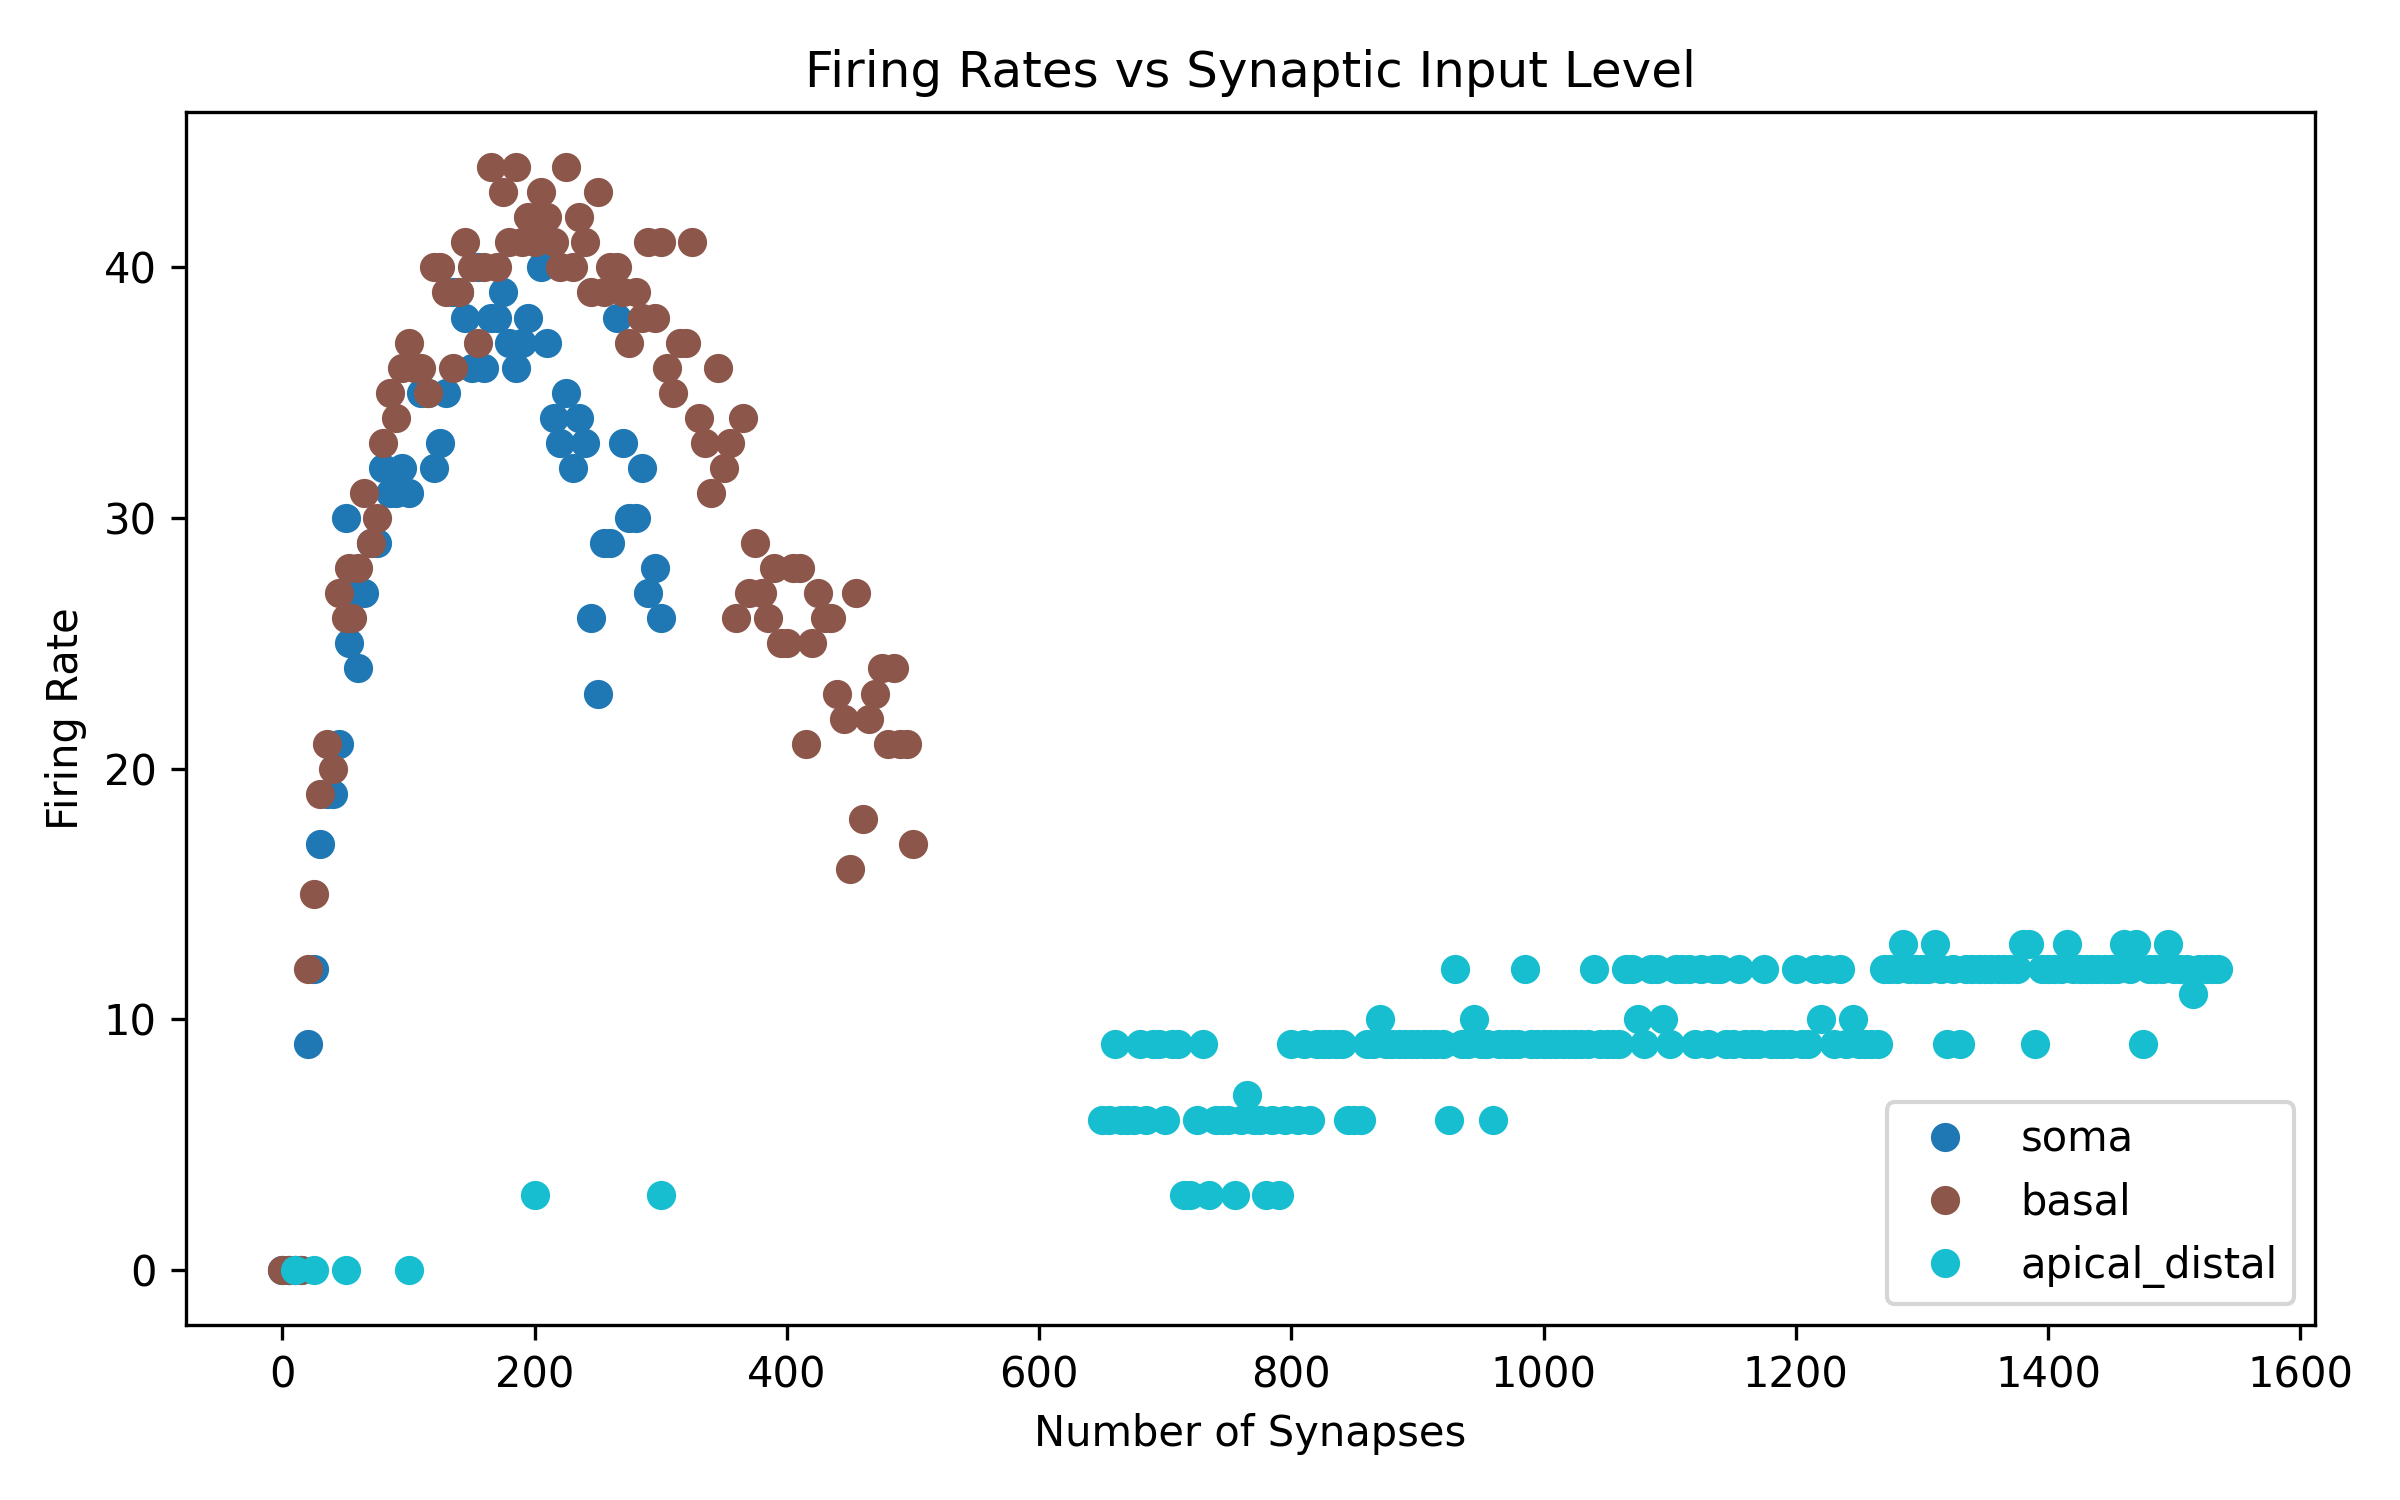 Firing Rates vs Synaptic Input Level
Firing Rate
40
30
20
10
0
0 200 400 600 800 1000 1200 1400 1600
Number of Synapses
soma
basal
apical_distal